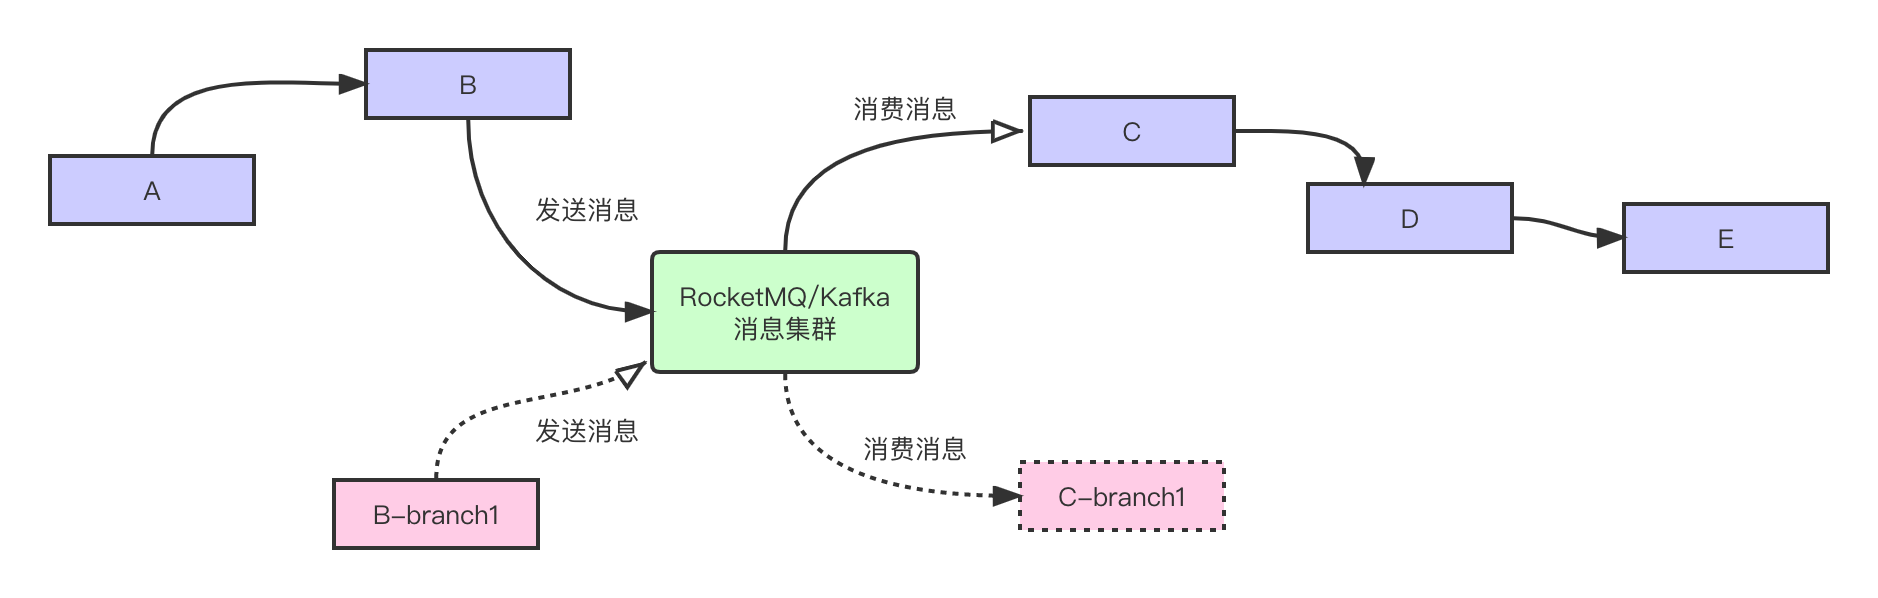 B
A
发送消息
消费消息
C
D
E
RocketMQ/Kafka
消息集群
发送消息
消费消息
B-branch1
C-branch1